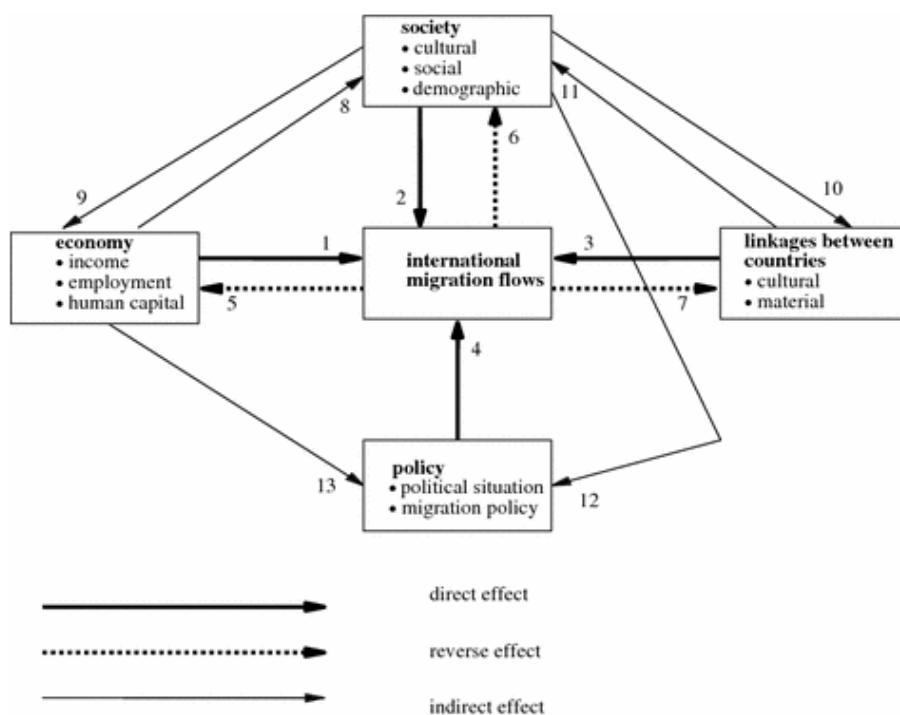 society
• cultural
• social
• demographic
8
11
6
9
2
10
economy
• income
• employment
• human capital
1
5
international
migration flows
3
7
linkages between
countries
• cultural
• material
4
policy
• political situation
• migration policy
13
12
direct effect
reverse effect
indirect effect